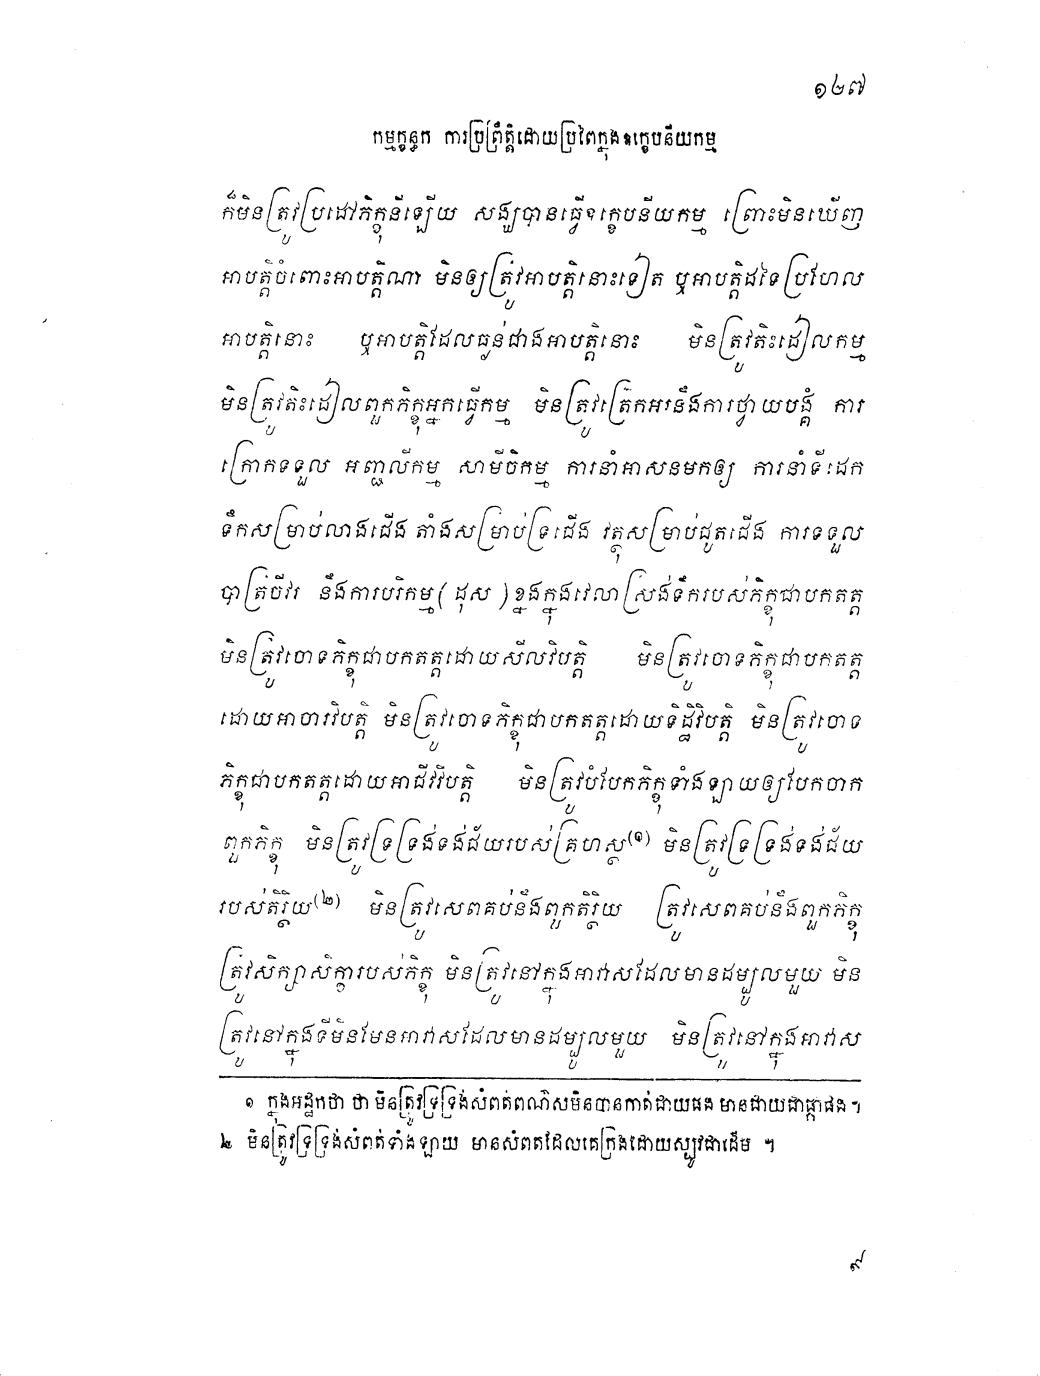 ១២៧
កម្មក្ខន្ធក ការប្រព្រឹត្តិដោយប្រពៃក្នុងឧក្ខេបនីយកម្ម
ក៏មិនត្រូវប្រដៅភិក្ខុនីឡើយ សង្ឃបានធ្វើឧក្ខេបនីយកម្ម ព្រោះមិនឃើញ
អាបត្តិចំពោះអាបត្តិណា មិនឲ្យត្រូវអាបត្តិនោះទៀត ឬអាបត្តិដទៃប្រហែល
អាបត្តិនោះ ឬអាបត្តិដែលធ្ងន់ជាងអាបត្តិនោះ មិនត្រូវតិះដៀលកម្ម
មិនត្រូវតិះដៀលពួកភិក្ខុអ្នកធ្វើកម្ម មិនត្រូវត្រេកអរនឹងការថ្វាយបង្គំ ការ
ក្រោកទទួល អញ្ជលីកម្ម សាមីចិកម្ម ការនាំអាសនមកឲ្យ ការនាំទីដេក
ទឹកសម្រាប់លាងជើង តាំងសម្រាប់ទ្រជើង វត្ថុសម្រាប់ជូតជើង ការទទួល
បាត្រចីវរ នឹងការបរិកម្ម ( ដុស ) ខ្នងក្នុងវេលាស្រង់ទឹករបស់ភិក្ខុជាបកតត្ត
មិនត្រូវចោទភិក្ខុជាបកតត្តដោយសីលវិបត្តិ មិនត្រូវចោទភិក្ខុជាបកតត្ត
ដោយអាចារវិបត្តិ មិនត្រូវចោទភិក្ខុជាបកតត្តដោយទិដ្ឋិវិបត្តិ មិនត្រូវចោទ
ភិក្ខុជាបកតត្តដោយអាជីវវិបត្តិ មិនត្រូវបំបែកភិក្ខុទាំងឡាយឲ្យបែកចាក
ពួកភិក្ខុ មិនត្រូវទ្រទ្រង់ទង់ជ័យរបស់គ្រហស្ថ(១) មិនត្រូវទ្រទ្រង់ទង់ជ័យ
របស់តិរ្ថិយ(២) មិនត្រូវសេពគប់នឹងពួកតិរ្ថិយ ត្រូវសេពគប់នឹងពួកភិក្ខុ
ត្រូវសិក្សាសិក្ខារបស់ភិក្ខុ មិនត្រូវនៅក្នុងអាវាសដែលមានដម្បូលមួយ មិន
ត្រូវនៅក្នុងទីមិនមែនអាវាសដែលមានដម្បូលមួយ មិនត្រូវនៅក្នុងអាវាស
១ ក្នុងអដ្ឋកថា ថា មិនត្រូវទ្រទ្រង់សំពត់ពណ៌សមិនបានកាត់ជាយផង មានជាយជាផ្កាផង។
២ មិនត្រូវទ្រទ្រង់សំពត់ទាំងឡាយ មានសំពតដែលគេក្រងដោយស្បូវជាដើម ។
៩